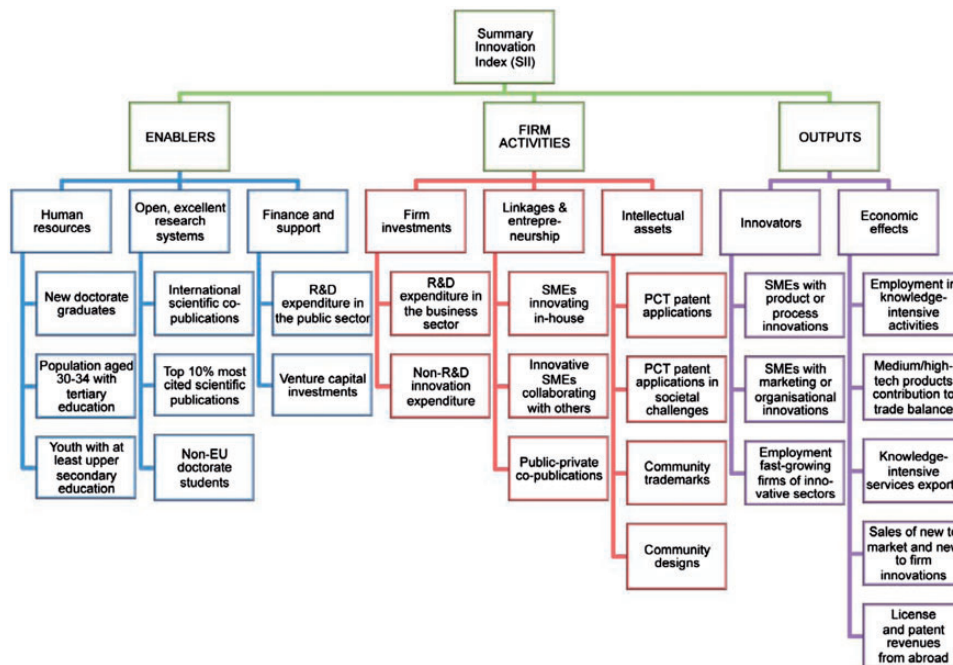 Summary
Innovation
Index (SII)
ENABLERS
FIRM
ACTIVITIES
OUTPUTS
Human
resources
Open, excellent
research
systems
Finance and
support
Firm
investments
Linkages &
entrepre-
neurship
Intellectual
assets
Innovators
Economic
effects
New doctorate
graduates
International
scientific co-
publications
R&D
expenditure in
the public sector
R&D
expenditure in
the business
sector
SMEs
innovating
in-house
PCT patent
applications
SMEs with
product or
process
innovations
Employment in
knowledge-
intensive
activities
Population aged
30-34 with
tertiary
education
Top 10% most
cited scientific
publications
Venture capital
investments
Non-R&D
innovation
expenditure
Innovative
SMEs
collaborating
with others
PCT patent
applications in
societal
challenges
SMEs with
marketing or
organisational
innovations
Medium/high-
tech products
contribution to
trade balance
Youth with at
least upper
secondary
education
Non-EU
doctorate
students
Public-private
co-publications
Community
trademarks
Employment
fast-growing
firms of inno-
vative sectors
Knowledge-
intensive
services export
Community
designs
Sales of new to
market and new
to firm
innovations
License
and patent
revenues
from abroad